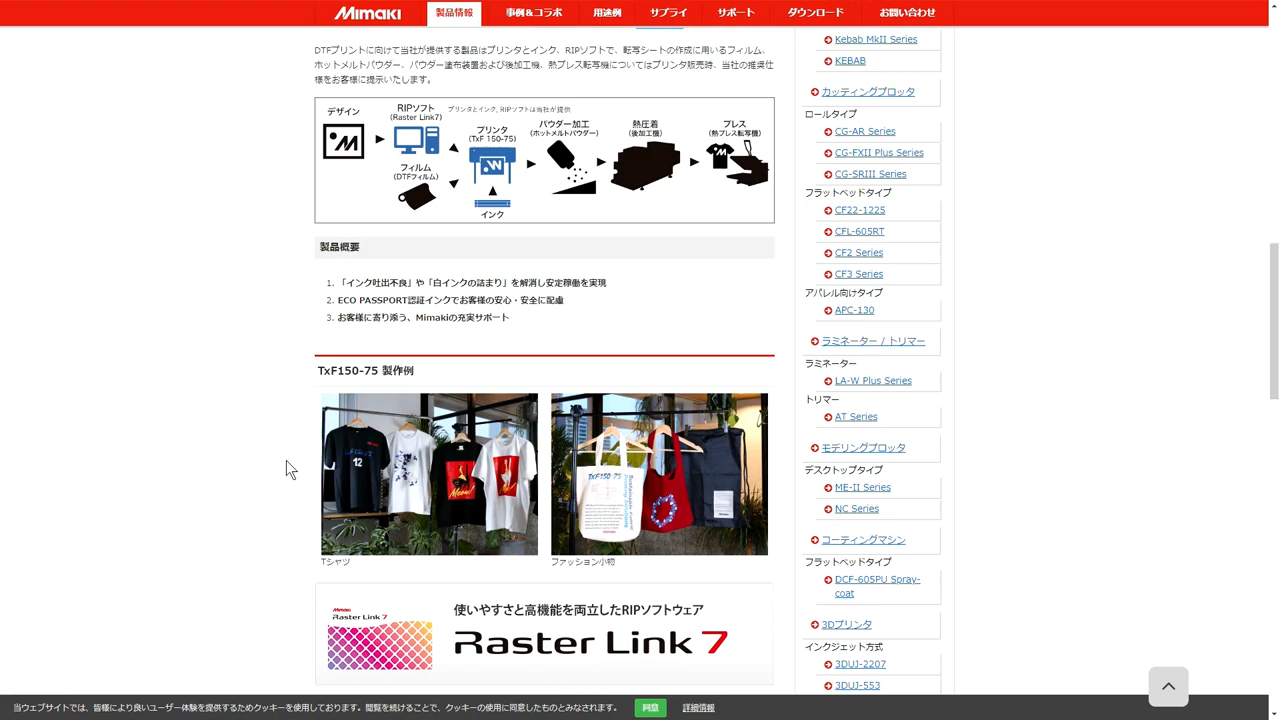 Mimaki
製品情報
事例&コラボ
用途例
サプライ
サポート
ダウンロード
お問い合わせ
DTFプリントに向けて当社が提供する製品はプリンタとインク、RIPソフトで、転写シートの作成に用いるフィルム、
ホットメルトパウダー、パウダー塗布装置および後加工機、熱プレス転写機についてはプリンタ販売時、当社の推奨仕
様をお客様に提示いたします。
デザイン
RIPソフト
(Raster Link7)
プリンタとインク, RIPソフトは当社が提供
フィルム
(DTFフィルム)
プリンタ
(TxF 150-75)
インク
パウダー加工
(ホットメルトパウダー)
熱圧着
(後加工機)
プレス
(熱プレス転写機)
製品概要
1. 「インク吐出不良」や「白インクの詰まり」を解消し安定稼働を実現
2. ECO PASSPORT認証インクでお客様の安心・安全に配慮
3. お客様に寄り添う、Mimakiの充実サポート
TxF150-75 製作例
12
TxF150-75
Tシャツ
ファッション小物
Mimaki
Raster Link 7
使いやすさと高機能を両立したRIPソフトウェア
Raster Link 7
Kebab MkII Series
KEBAB
カッティングプロッタ
ロールタイプ
CG-AR Series
CG-FXII Plus Series
CG-SRIII Series
フラットベッドタイプ
CF22-1225
CFL-605RT
CF2 Series
CF3 Series
アパレル向けタイプ
APC-130
ラミネーター / トリマー
ラミネーター
LA-W Plus Series
トリマー
AT Series
モデリングプロッタ
デスクトップタイプ
ME-II Series
NC Series
コーティングマシン
フラットベッドタイプ
DCF-605PU Spray-
coat
3Dプリンタ
インクジェット方式
3DUJ-2207
3DUJ-553
当ウェブサイトでは、皆様により良いユーザー体験を提供するためクッキーを使用しております。閲覧を続けることで、クッキーの使用に同意したものとみなされます。
同意
詳細情報